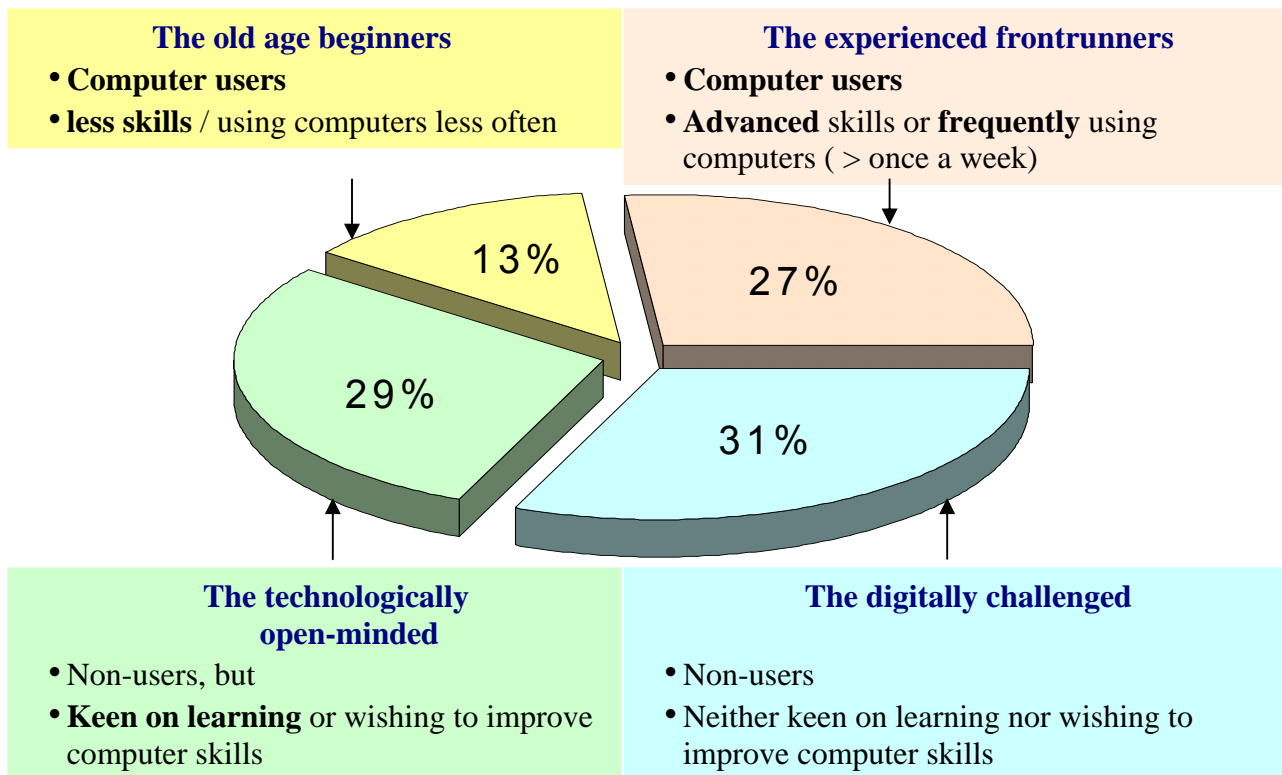 The old age beginners
• Computer users
• less skills / using computers less often
The experienced frontrunners
• Computer users
• Advanced skills or frequently using
computers ( > once a week)
13%
27%
29%
31%
The technologically
open-minded
• Non-users, but
• Keen on learning or wishing to improve
computer skills
The digitally challenged
• Non-users
• Neither keen on learning nor wishing to
improve computer skills